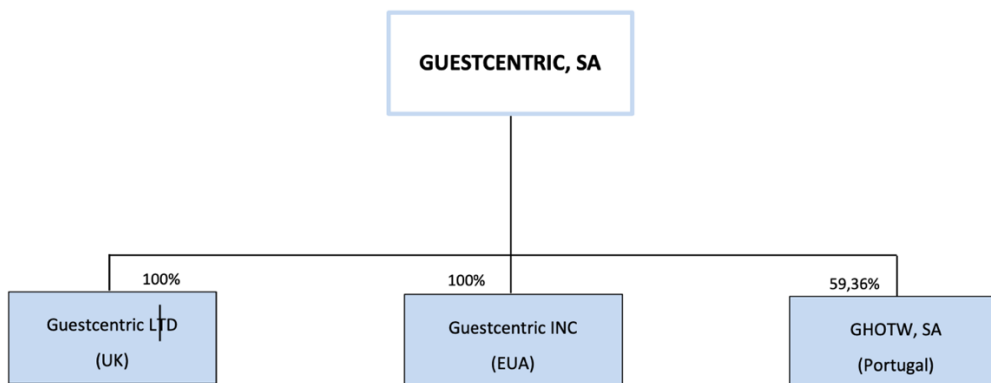 GUESTCENTRIC, SA
100%
100%
59,36%
Guestcentric LTD
(UK)
Guestcentric INC
(EUA)
GHOTW, SA
(Portugal)